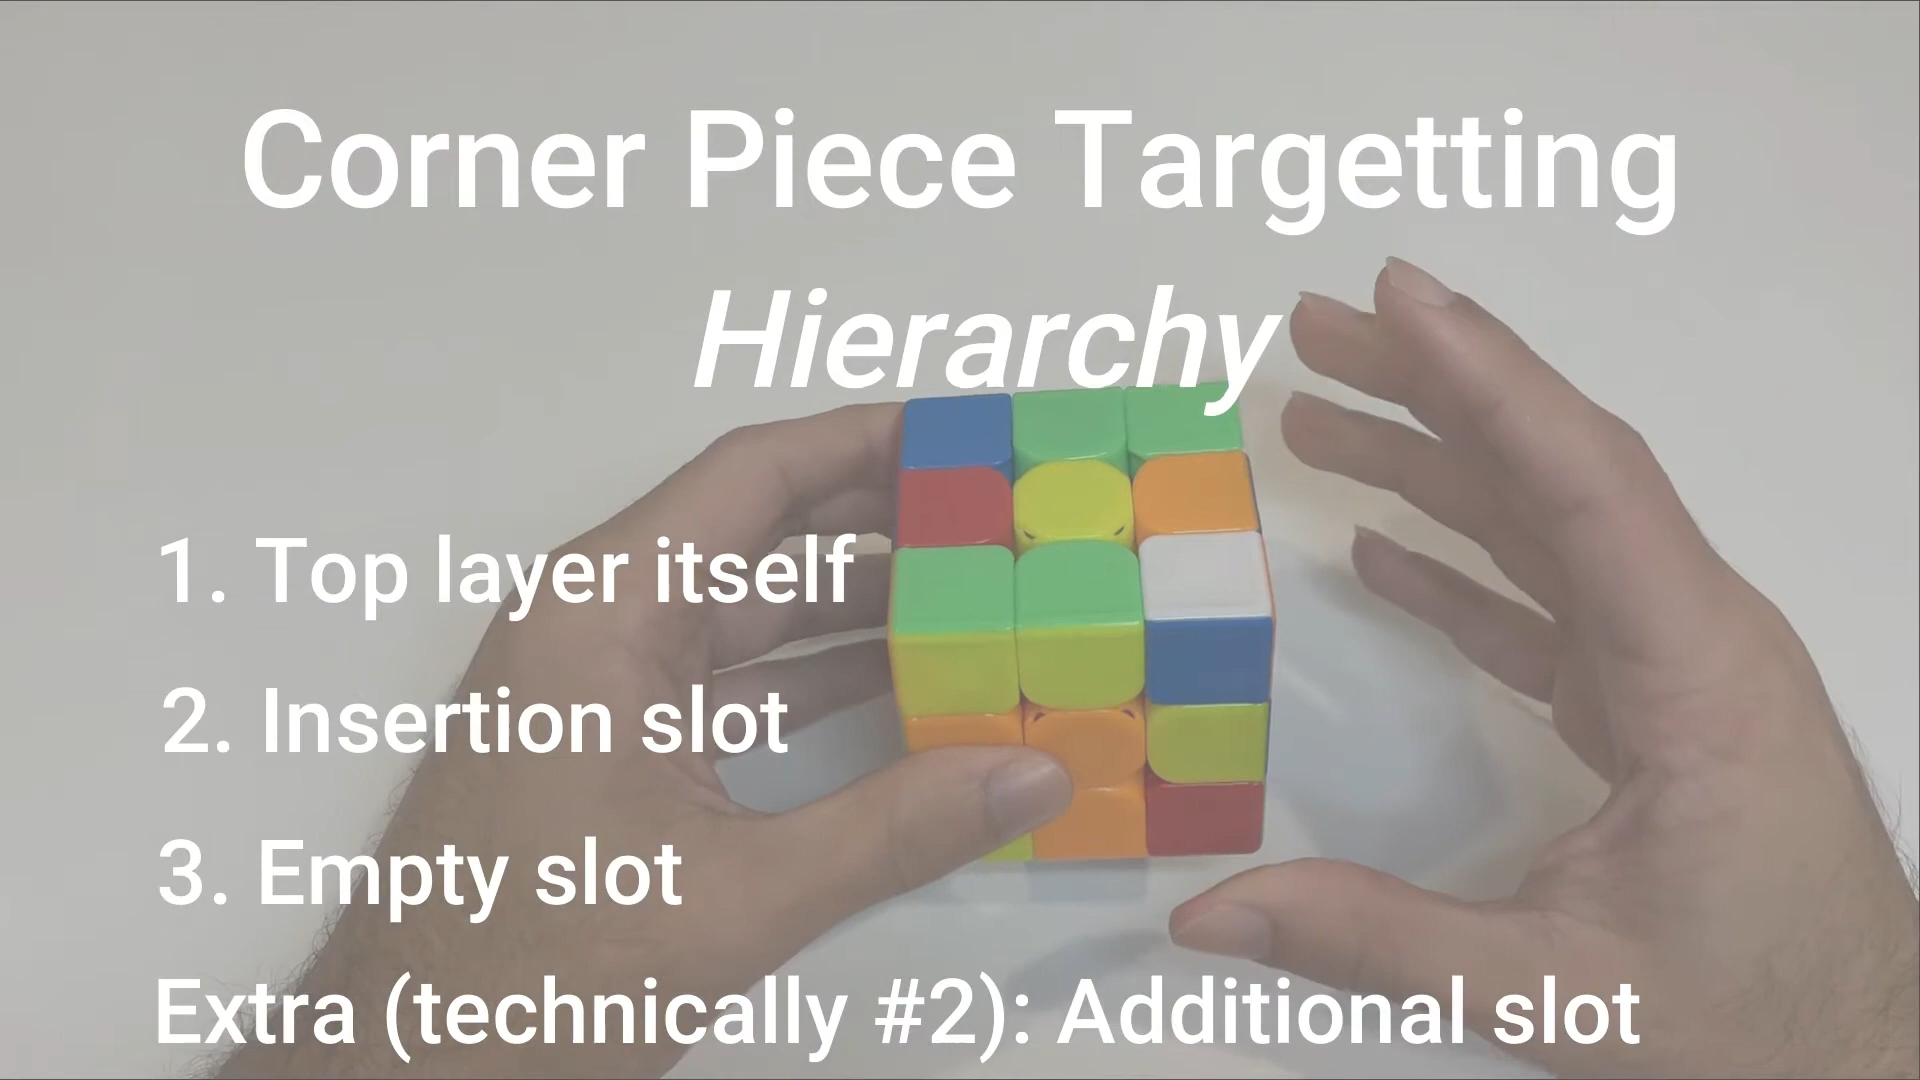 Corner Piece Targetting
Hierarchy
1. Top layer itself
2. Insertion slot
3. Empty slot
Extra (technically #2): Additional slot